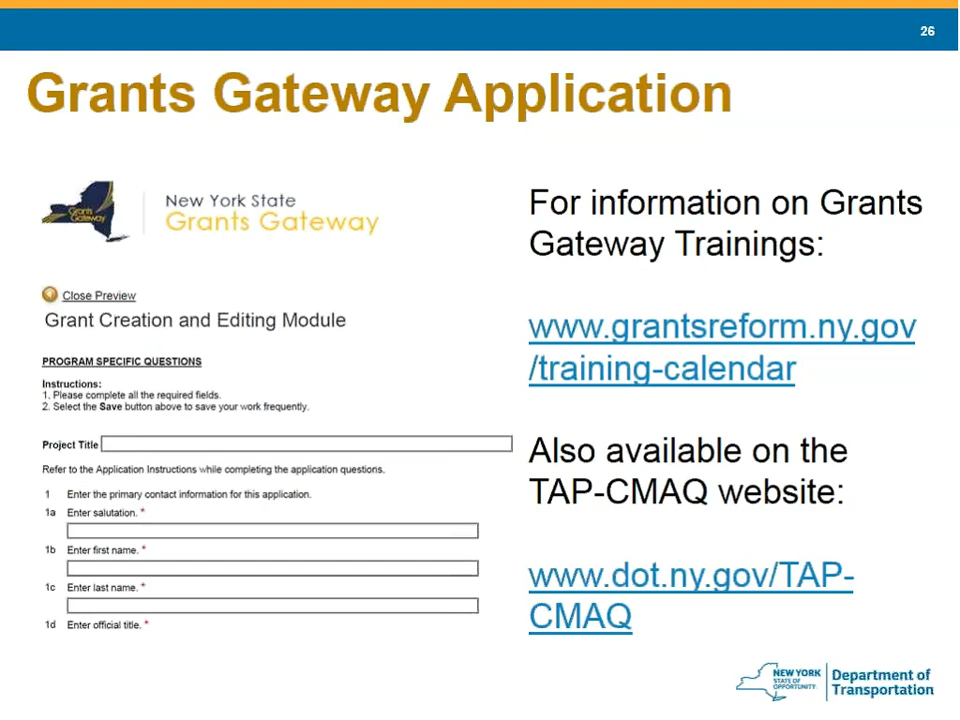 26
Grants Gateway Application
Grants
Gateway
New York State
Grants Gateway
Close Preview
Grant Creation and Editing Module
PROGRAM SPECIFIC QUESTIONS
Instructions:
1. Please complete all the required fields.
2. Select the Save button above to save your work frequently.
Project Title
Refer to the Application Instructions while completing the application questions.
1 Enter the primary contact information for this application.
1a Enter salutation. *
1b Enter first name. *
1c Enter last name. *
1d Enter official title. *
For information on Grants
Gateway Trainings:
www.grantsreform.ny.gov
/training-calendar
Also available on the
TAP-CMAQ website:
www.dot.ny.gov/TAP-
CMAQ
NEW YORK
STATE OF
OPPORTUNITY.
Department of
Transportation